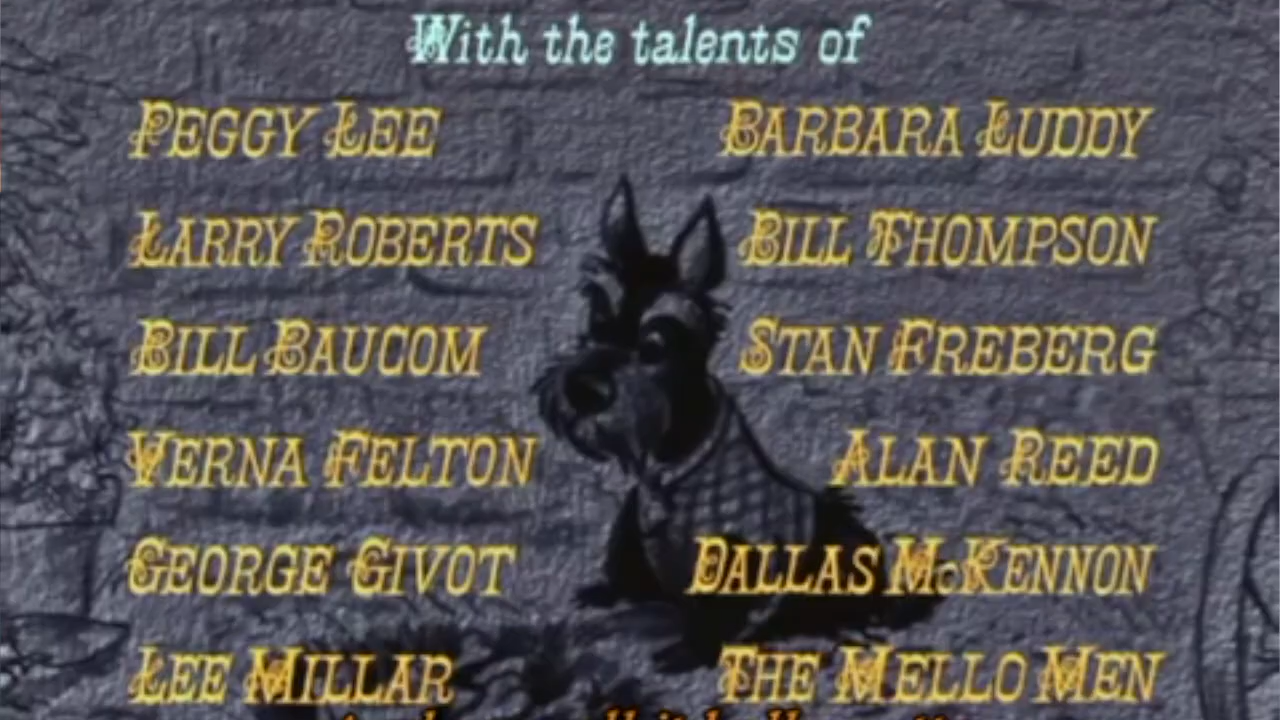 With the talents of
PEGGY LEE BARBARA LUDDY
LARRY ROBERTS BILL THOMPSON
BILL BAUCOM STAN FREBERG
VERNA FELTON ALAN REED
GEORGE GIVOT DALLAS McKENNON
LEE MILLAR THE MELLO MEN